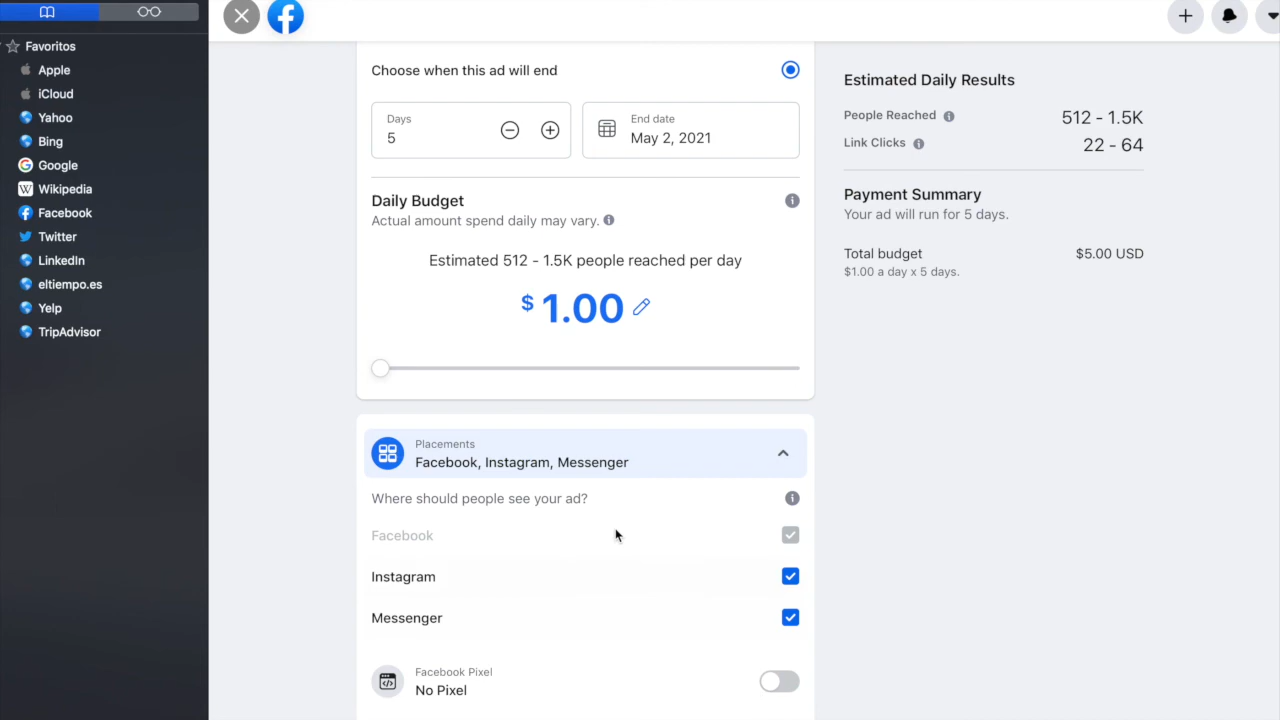 Favoritos
Apple
iCloud
Yahoo
Bing
Google
Wikipedia
Facebook
Twitter
LinkedIn
eltiempo.es
Yelp
TripAdvisor
Choose when this ad will end
Days
5
End date
May 2, 2021
Daily Budget
Actual amount spend daily may vary.
Estimated 512 - 1.5K people reached per day
$ 1.00
Placements
Facebook, Instagram, Messenger
Where should people see your ad?
Facebook
Instagram
Messenger
Facebook Pixel
No Pixel
Estimated Daily Results
People Reached 512 - 1.5K
Link Clicks 22 - 64
Payment Summary
Your ad will run for 5 days.
Total budget $5.00 USD
$1.00 a day x 5 days.